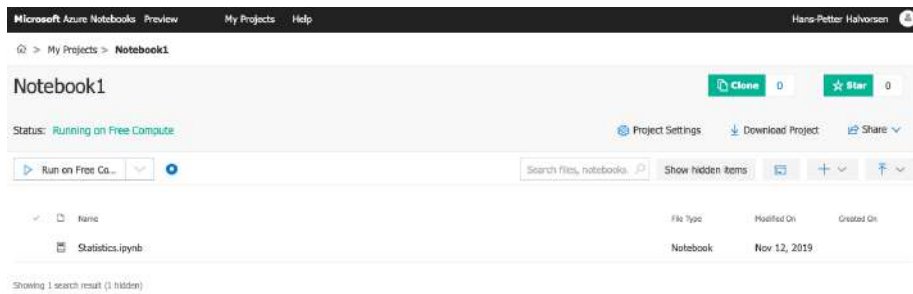 Microsoft Azure Notebooks Preview My Projects Help Hans-Petter Halvorsen
> My Projects > Notebook1
Notebook1
Clone 0 Star 0
Status: Running on Free Compute
Project Settings Download Project Share
Run on Free Co... Search files, notebooks. Show hidden items
Name File Type Modified On Created On
Statistics.ipynb Notebook Nov 12, 2019
Showing 1 search result (1 hidden)